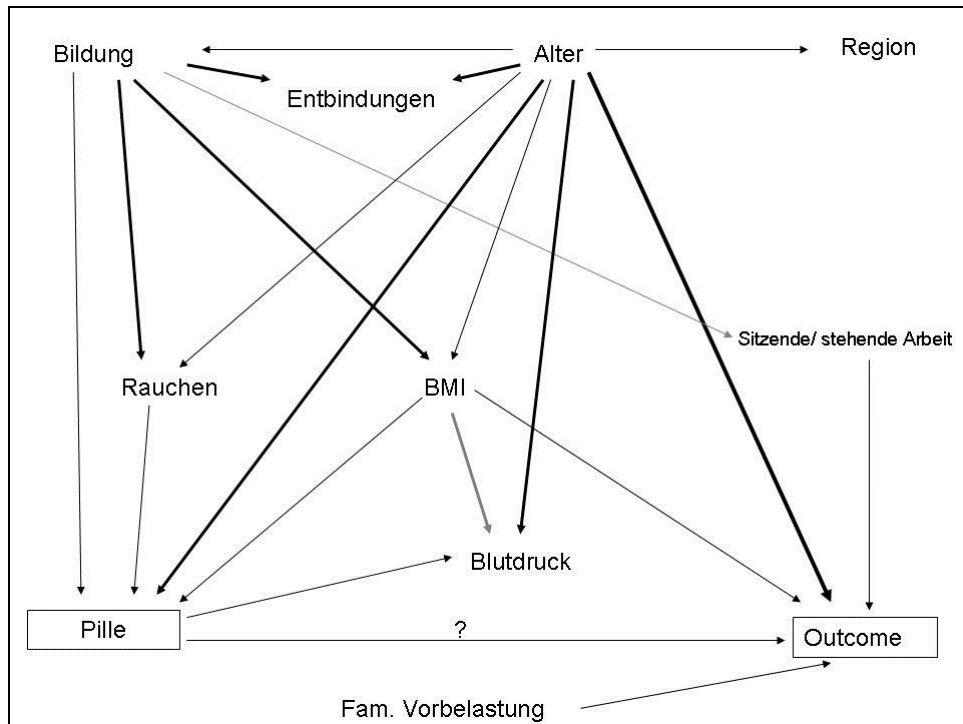 Bildung
Alter
Region
Entbindungen
Sitzende/ stehende Arbeit
Rauchen
BMI
Blutdruck
Pille
?
Outcome
Fam. Vorbelastung